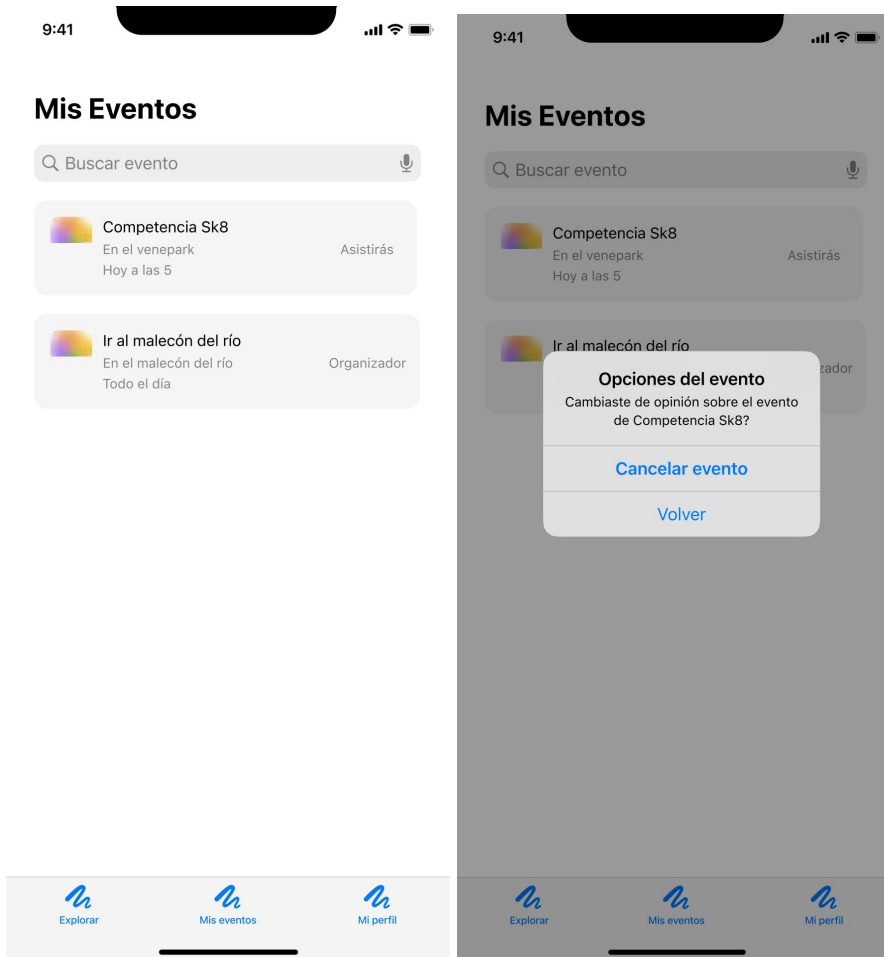 9:41
Mis Eventos
Buscar evento
Competencia Sk8
En el venepark
Asistirás
Hoy a las 5
Ir al malecón del río
En el malecón del río
Organizador
Todo el día
Explorar
Mis eventos
Mi perfil
9:41
Mis Eventos
Buscar evento
Competencia Sk8
En el venepark
Asistirás
Hoy a las 5
Ir al malecón del río
zador
Opciones del evento
Cambiaste de opinión sobre el evento
de Competencia Sk8?
Cancelar evento
Volver
Explorar
Mis eventos
Mi perfil